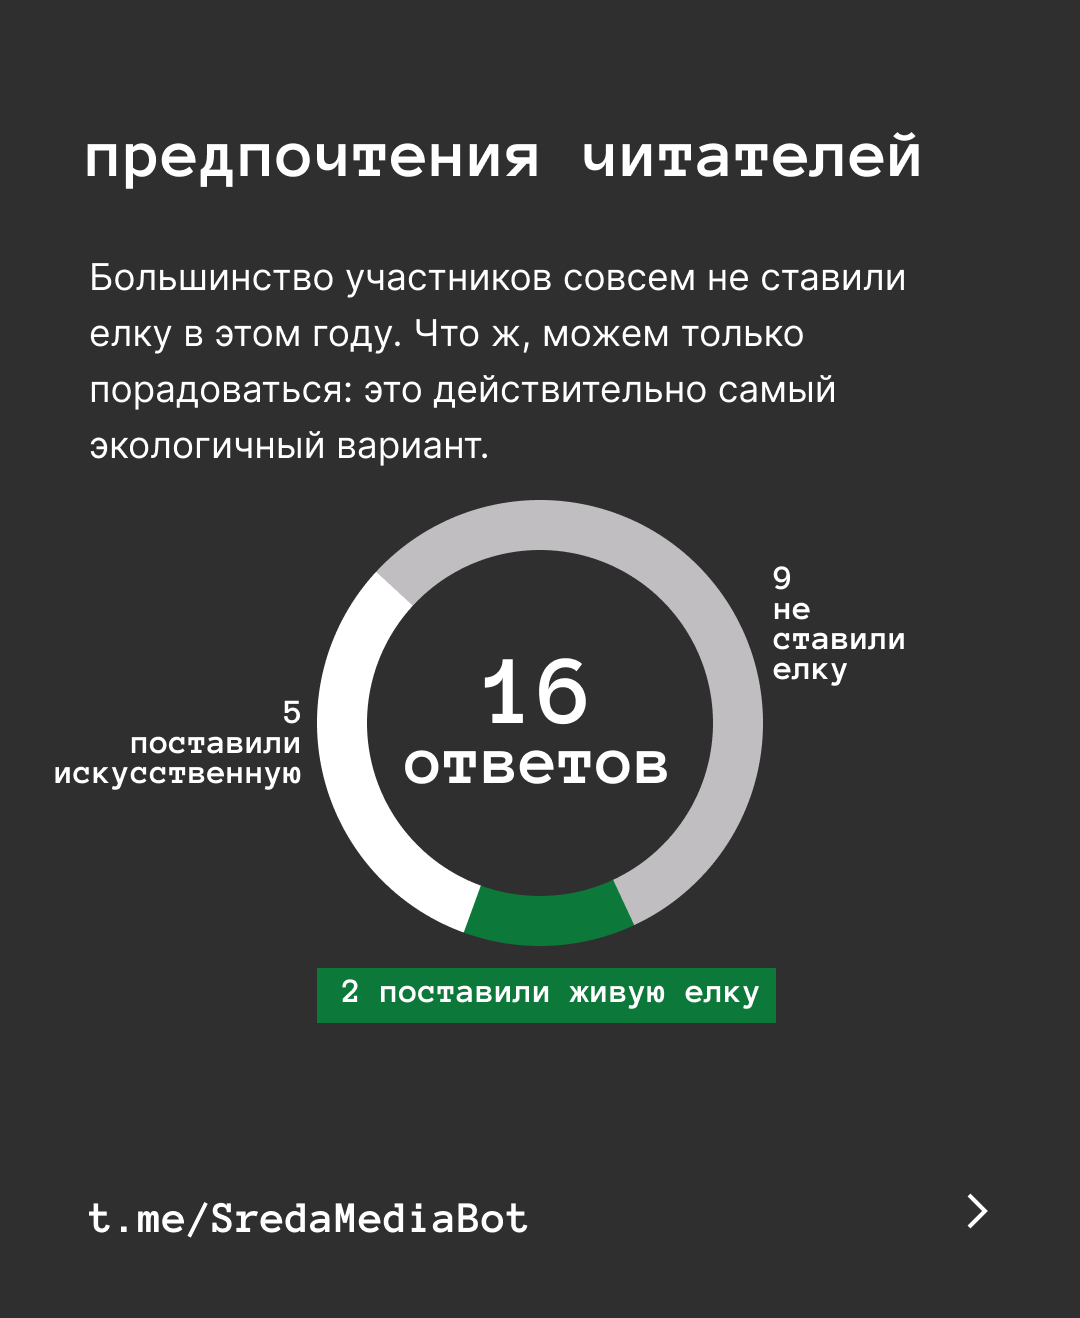 предпочтения читателей
Большинство участников совсем не ставили
елку в этом году. Что ж, можем только
порадоваться: это действительно самый
экологичный вариант.
9
не
ставили
елку
16
ответов
5
поставили
искусственную
2 поставили живую елку
t.me/SredaMediaBot